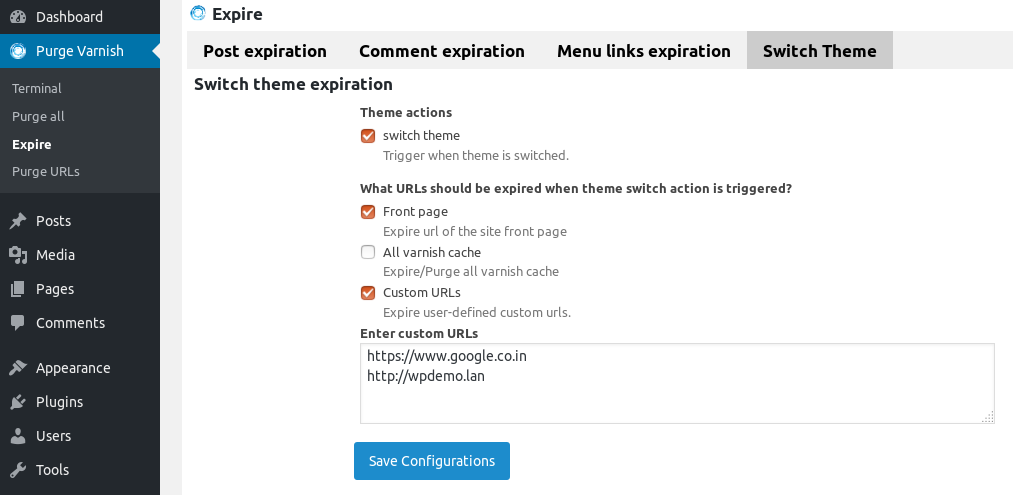 Dashboard
Purge Varnish
Terminal
Purge all
Expire
Purge URLs
Posts
Media
Pages
Comments
Appearance
Plugins
Users
Tools
Expire
Post expiration Comment expiration Menu links expiration Switch Theme
Switch theme expiration
Theme actions
switch theme
Trigger when theme is switched.
What URLs should be expired when theme switch action is triggered?
Front page
Expire url of the site front page
All varnish cache
Expire/Purge all varnish cache
Custom URLs
Expire user-defined custom urls.
Enter custom URLs
https://www.google.co.in
http://wpdemo.lan
Save Configurations